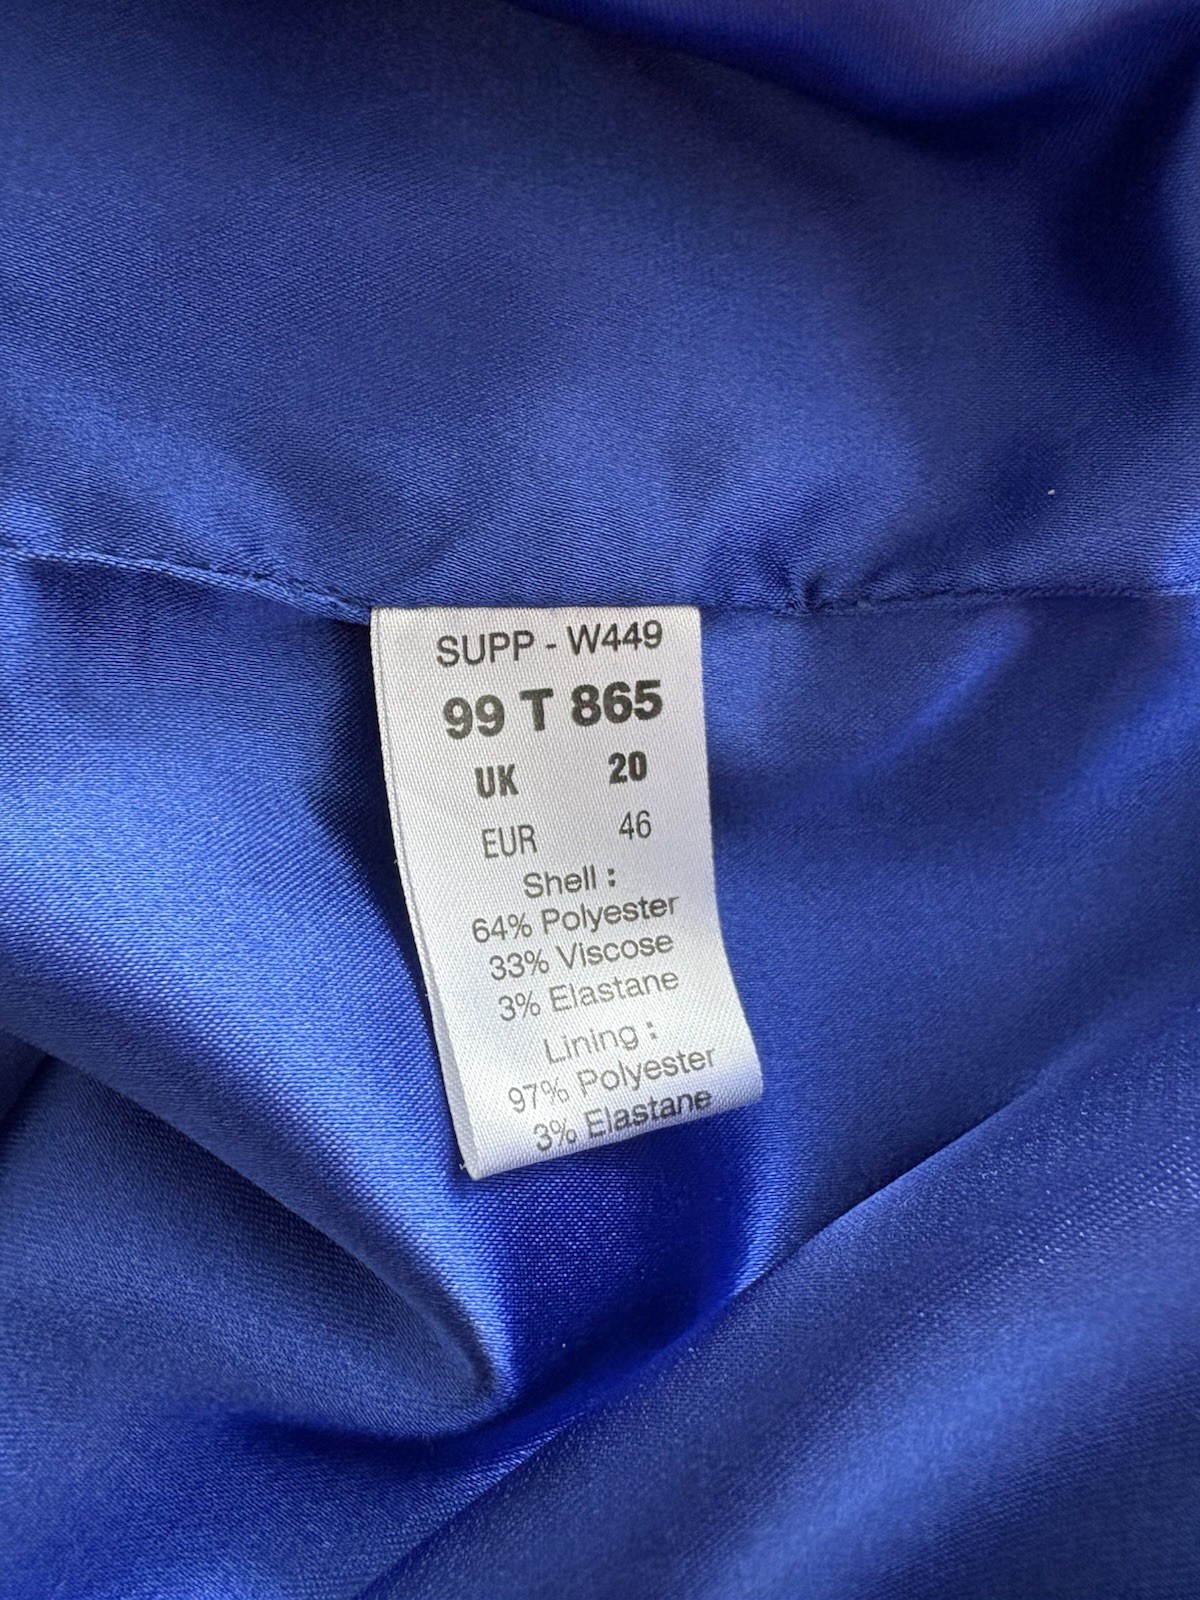 SUPP - W449
99 T 865
UK 20
EUR 46
Shell :
64% Polyester
33% Viscose
3% Elastane
Lining :
97% Polyester
3% Elastane